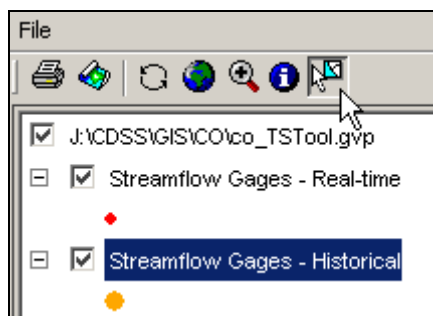 File
J:\CDSS\GIS\CO\co_TSTool.gvp
Streamflow Gages - Real-time
Streamflow Gages - Historical